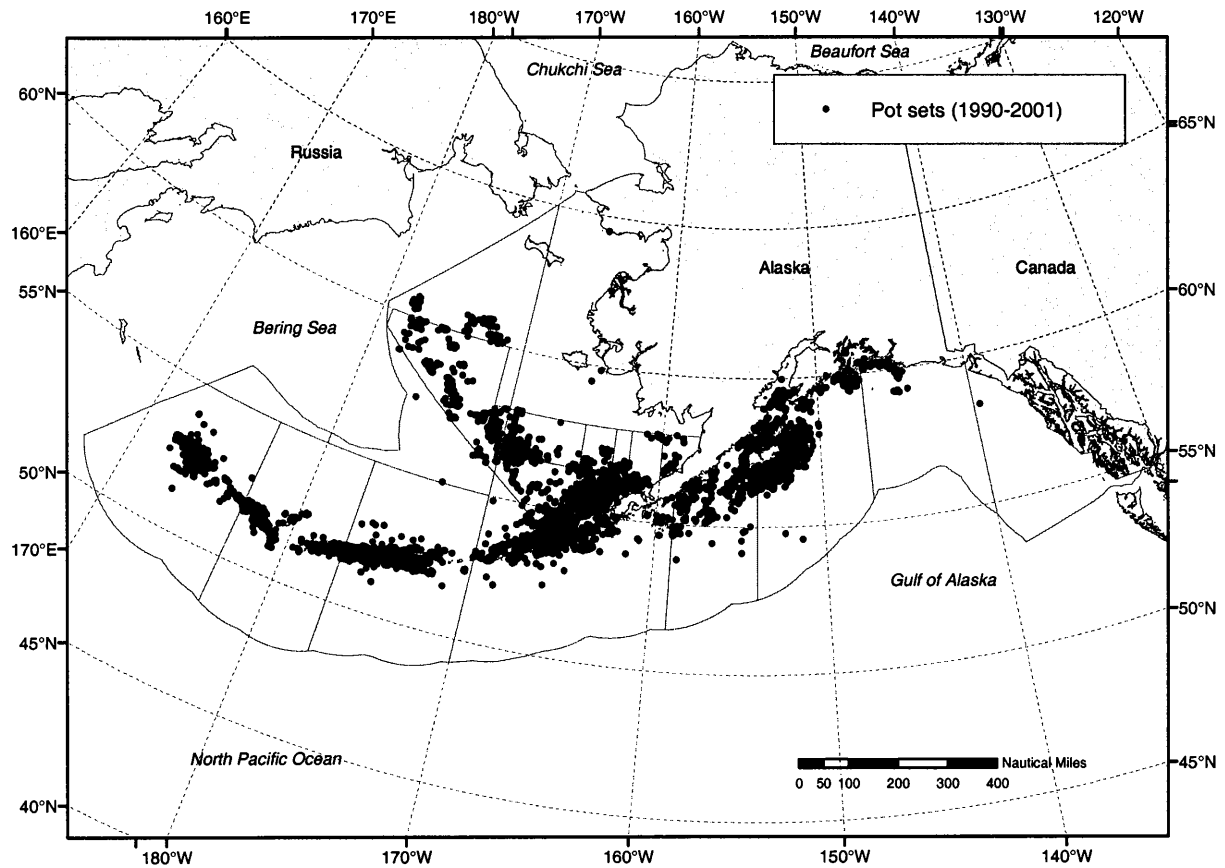 160°E 170°E 180°W 170°W 160°W 150°W 140°W 130°W 120°W
Beaufort Sea
Chukchi Sea
60°N
Pot sets (1990-2001)
65°N
Russia
160°E
Alaska
Canada
55°N
60°N
Bering Sea
50°N
55°N
170°E
Gulf of Alaska
50°N
45°N
North Pacific Ocean
Nautical Miles
45°N
0 50 100 200 300 400
40°N
180°W 170°W 160°W 150°W 140°W